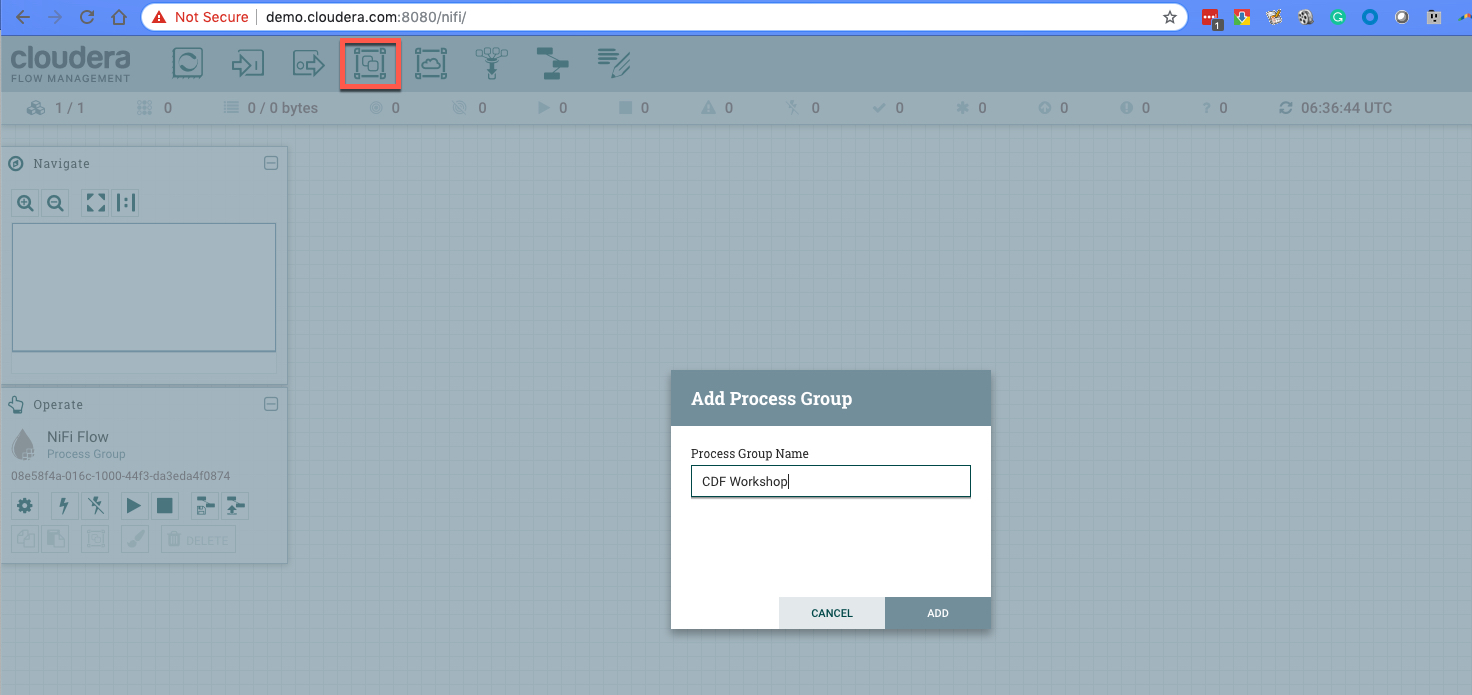 Not Secure | demo.cloudera.com:8080/nifi/
1
cloudera
FLOW MANAGEMENT
1 / 1 0 0 / 0 bytes 0 0 0 0 0 0 0 0 0 0 ? 0 06:36:44 UTC
Navigate
Operate
NiFi Flow
Process Group
08e58f4a-016c-1000-44f3-da3eda4f0874
DELETE
Add Process Group
Process Group Name
CDF Workshop
CANCEL ADD